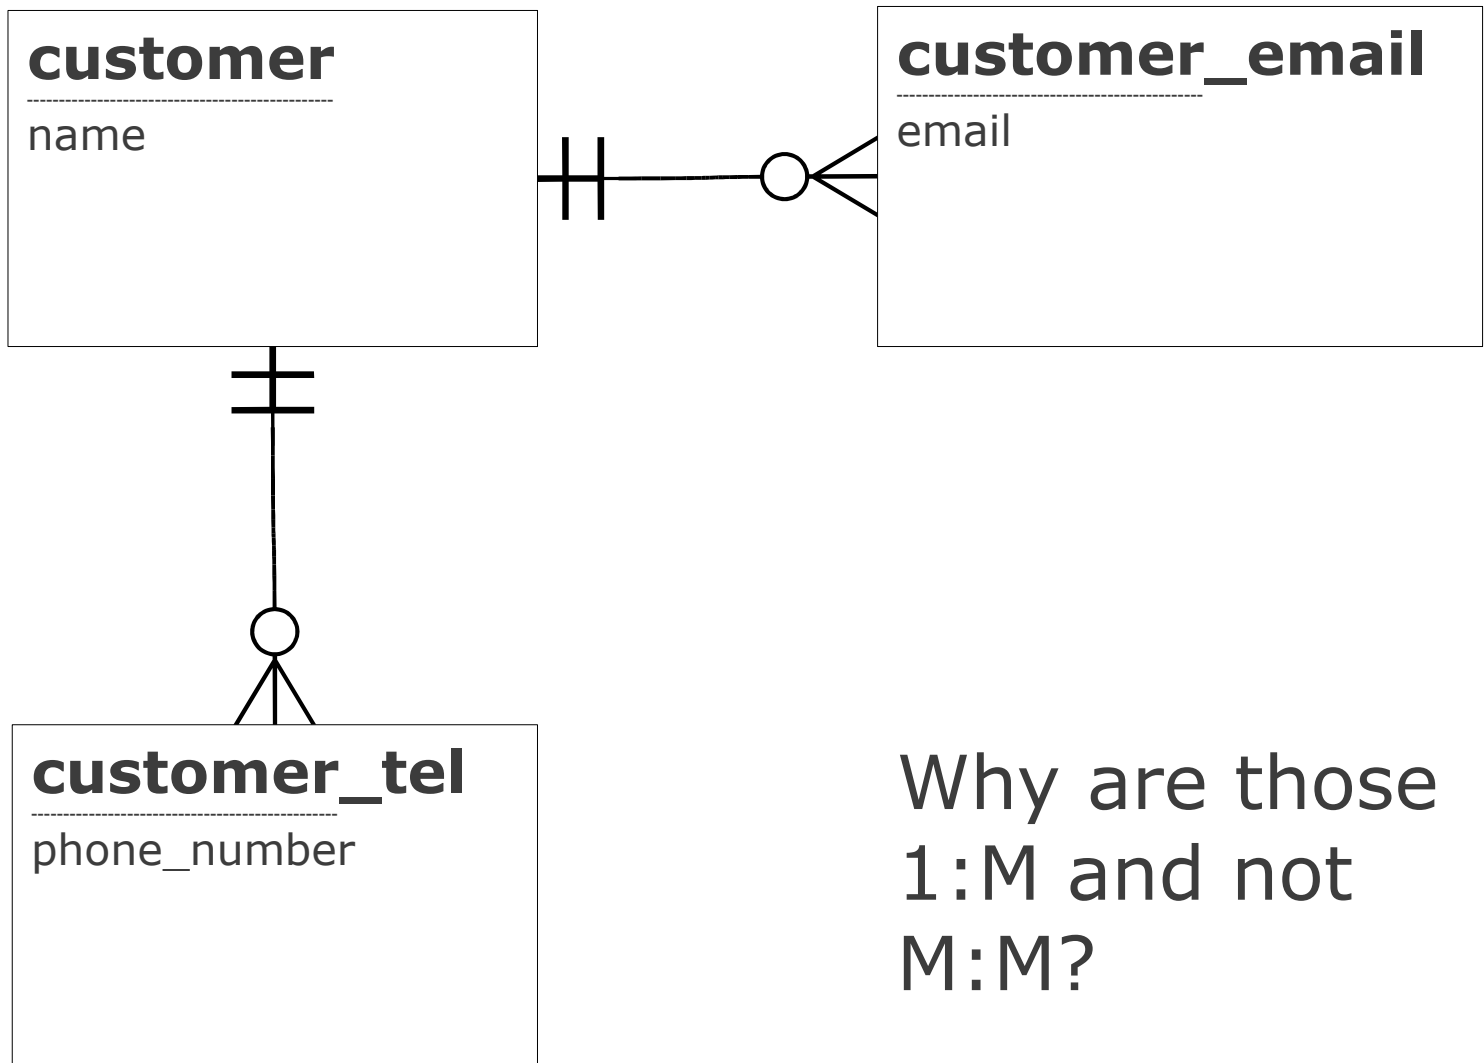 customer
name
customer_email
email
customer_tel
phone_number
Why are those
1:M and not
M:M?